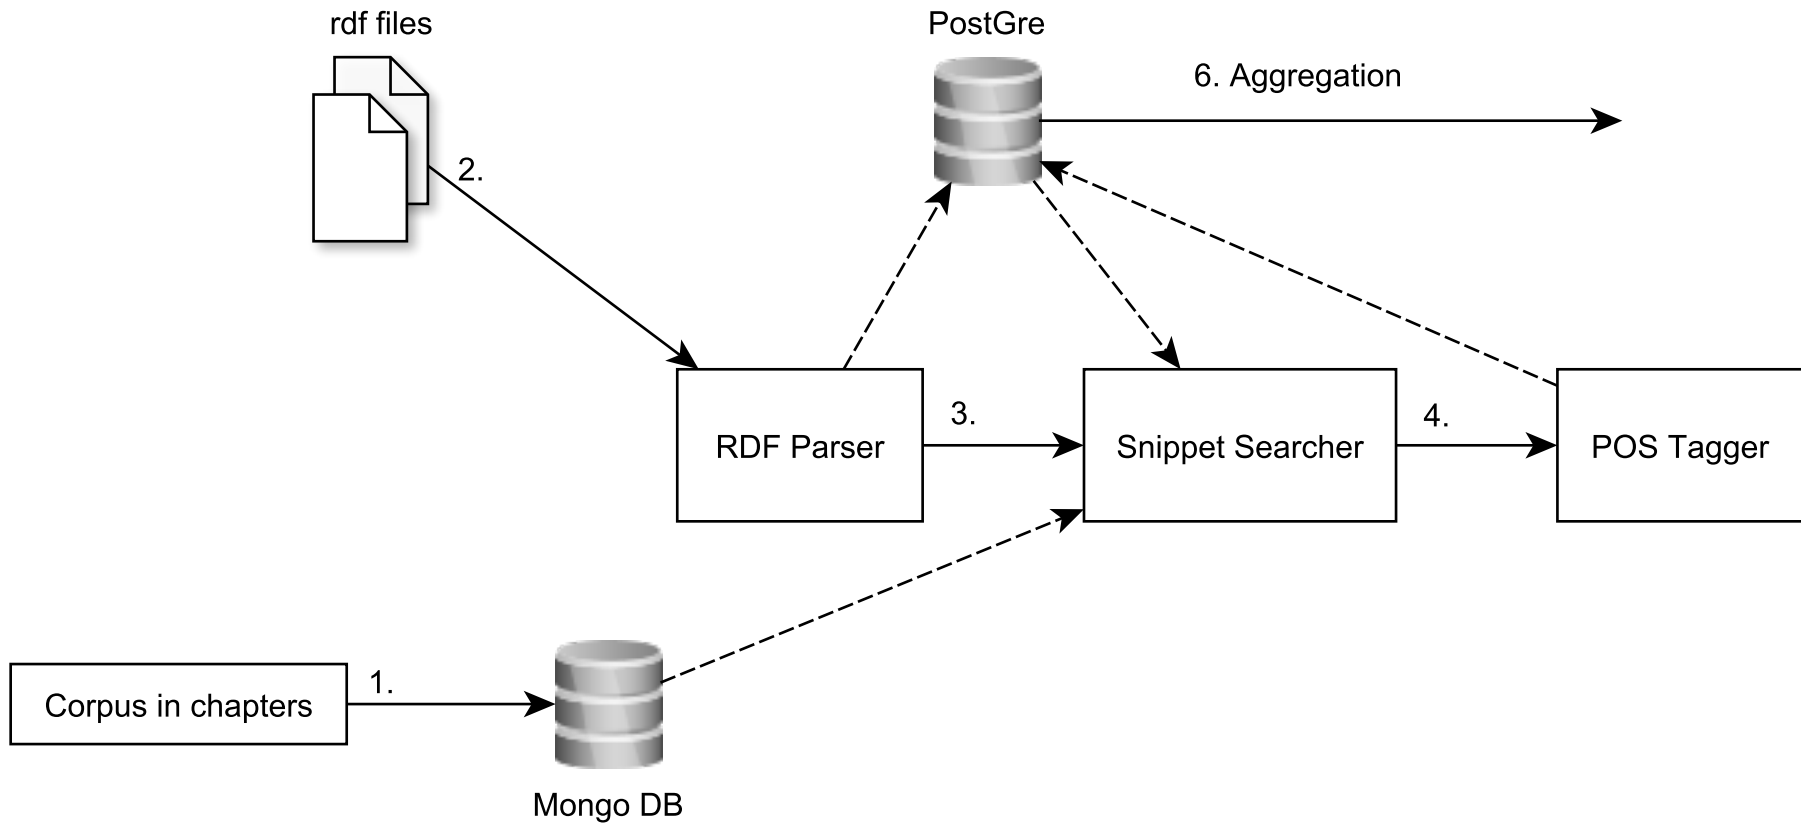 rdf files
PostGre
6. Aggregation
2.
3.
4.
RDF Parser
Snippet Searcher
POS Tagger
1.
Corpus in chapters
Mongo DB